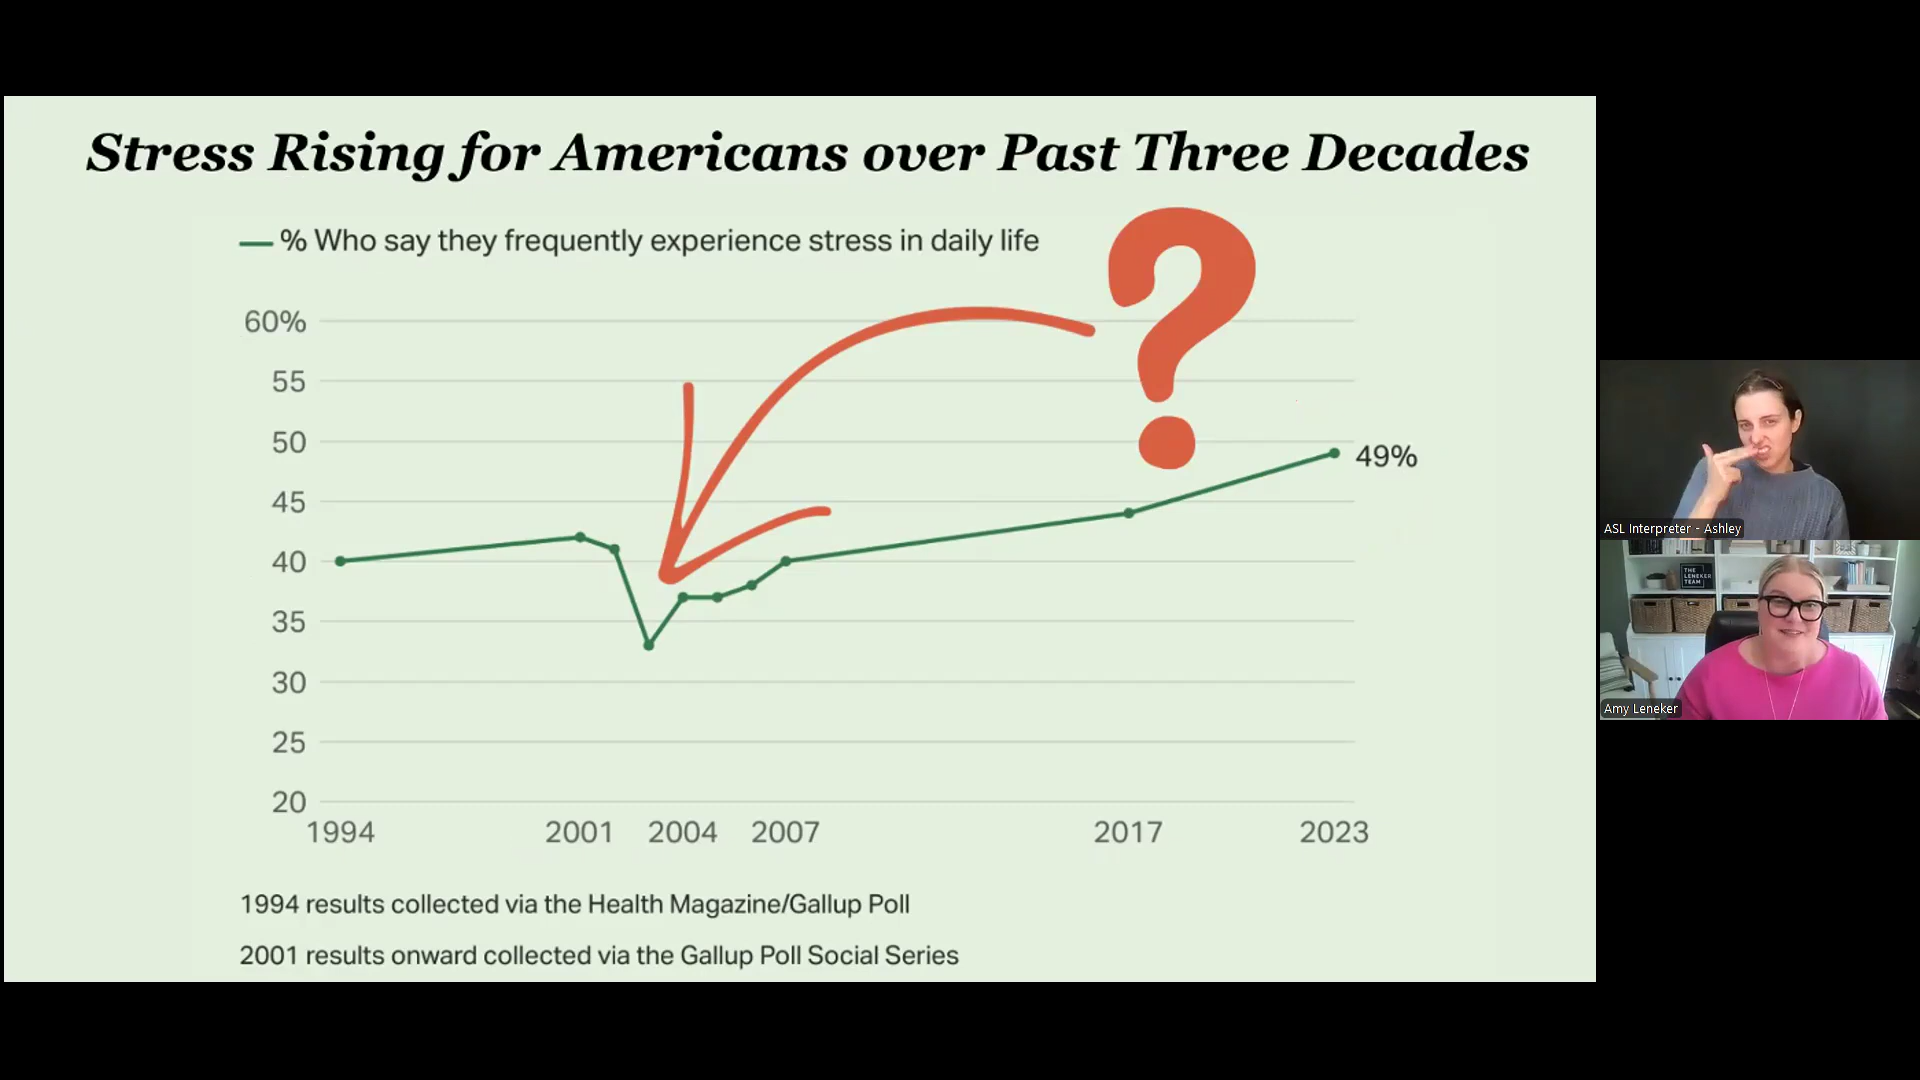 Stress Rising for Americans over Past Three Decades
% Who say they frequently experience stress in daily life
?
60%
55
50
49%
45
40
35
30
25
20
1994 2001 2004 2007 2017 2023
1994 results collected via the Health Magazine/Gallup Poll
2001 results onward collected via the Gallup Poll Social Series
ASL Interpreter - Ashley
THE
LENEKER
TEAM
Amy Leneker